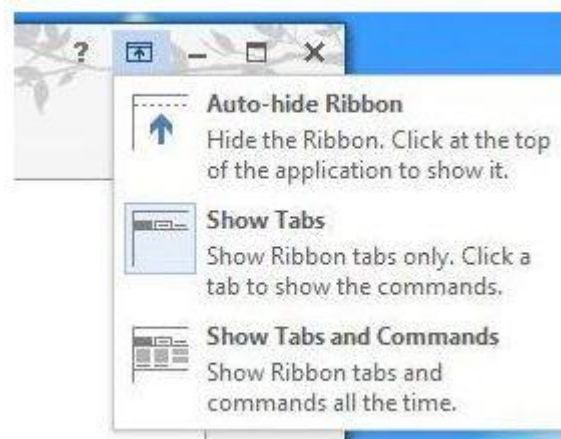 ?
Auto-hide Ribbon
Hide the Ribbon. Click at the top
of the application to show it.
Show Tabs
Show Ribbon tabs only. Click a
tab to show the commands.
Show Tabs and Commands
Show Ribbon tabs and
commands all the time.